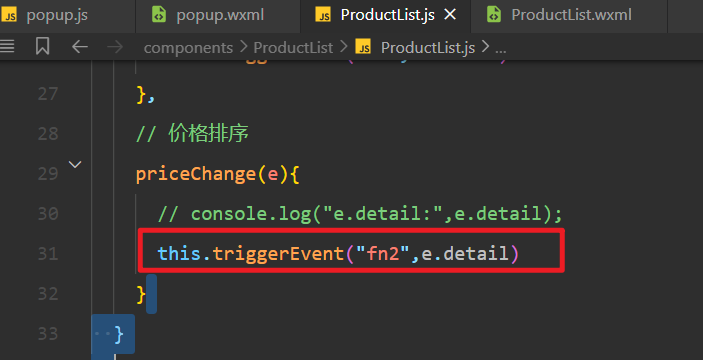 JS popup.js popup.wxml JS ProductList.js × ProductList.wxml
components > ProductList > JS ProductList.js > ...
27 },
28 // 价格排序
29 priceChange(e){
30 // console.log("e.detail:",e.detail);
31 this.triggerEvent("fn2",e.detail)
32 }
33 }